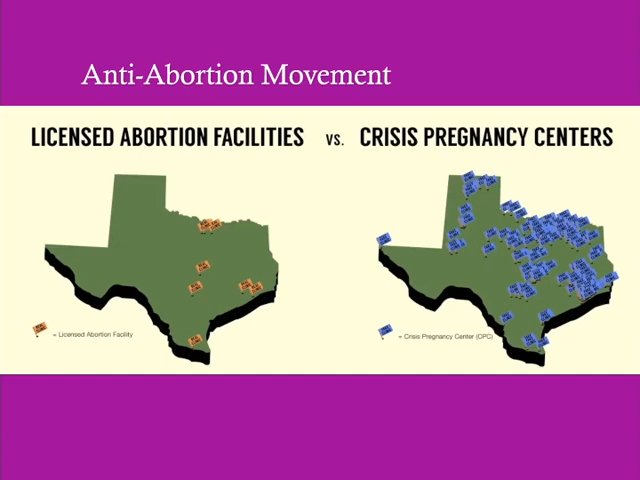 Anti-Abortion Movement
LICENSED ABORTION FACILITIES vs. CRISIS PREGNANCY CENTERS
= Licensed Abortion Facility
= Crisis Pregnancy Center (CPC)